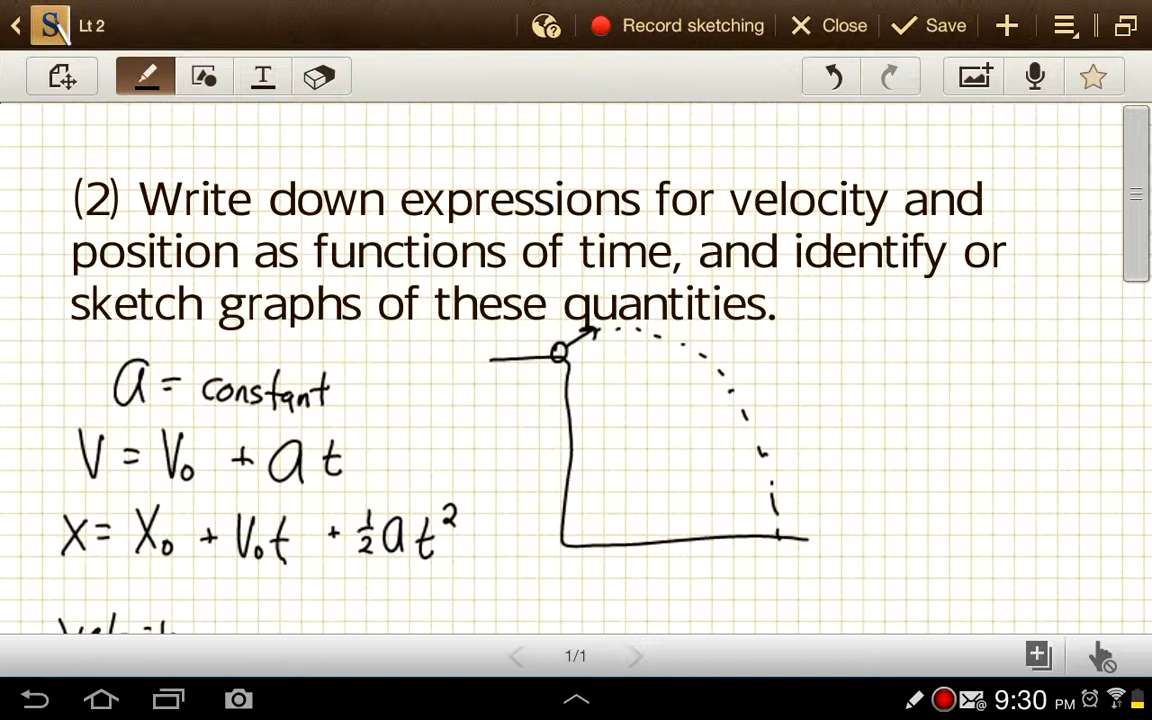 S Lt 2 Record sketching Close Save
T
(2) Write down expressions for velocity and
position as functions of time, and identify or
sketch graphs of these quantities.
a = constant
V = V₀ + at
X = X₀ + V₀t + ½at²
1/1
9:30 PM